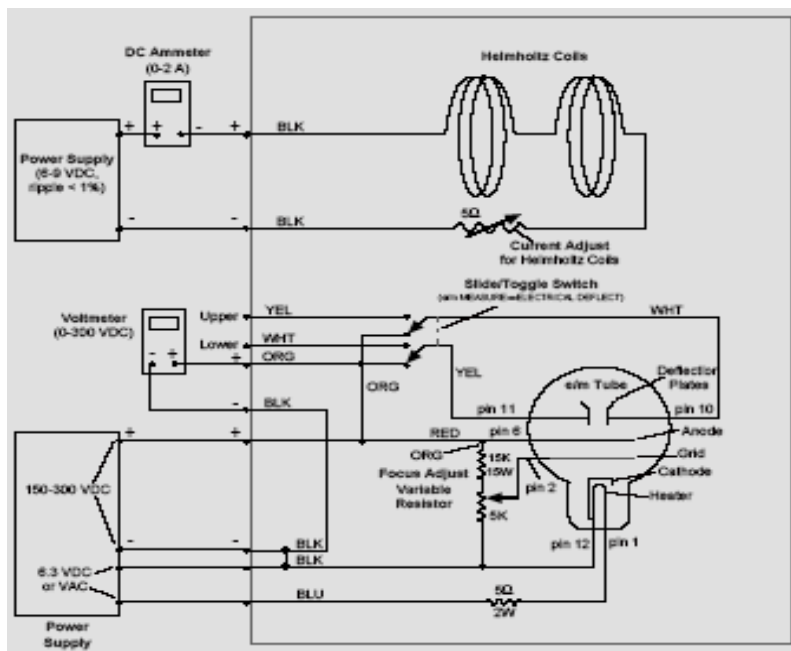 DC Ammeter
(0-2 A)
Helmholtz Coils
+
+
-
+
BLK
Power Supply
(6-9 VDC,
ripple < 1%)
-
-
BLK
5Ω
Current Adjust
for Helmholtz Coils
Slide/Toggle Switch
(e/m MEASURE ELECTRICAL DEFLECT)
Voltmeter
(0-300 VDC)
Upper
YEL
WHT
Lower
WHT
- +
+
ORG
ORG
YEL
e/m Tube
Deflection
Plates
-
BLK
pin 11
pin 10
+
+
RED
pin 6
Anode
ORG
15K
15W
Grid
Focus Adjust
Variable
Resistor
pin 2
Cathode
Heater
150-300 VDC
5K
-
-
BLK
pin 12
pin 1
BLK
6.3 VDC
or VAC
BLU
5Ω
2W
Power
Supply